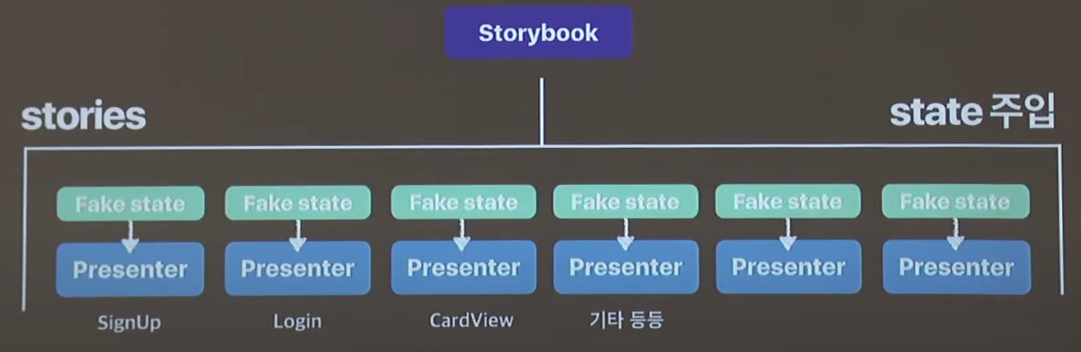 Storybook
stories
state 주입
Fake state Fake state Fake state Fake state Fake state Fake state
Presenter Presenter Presenter Presenter Presenter Presenter
SignUp Login CardView 기타 등등